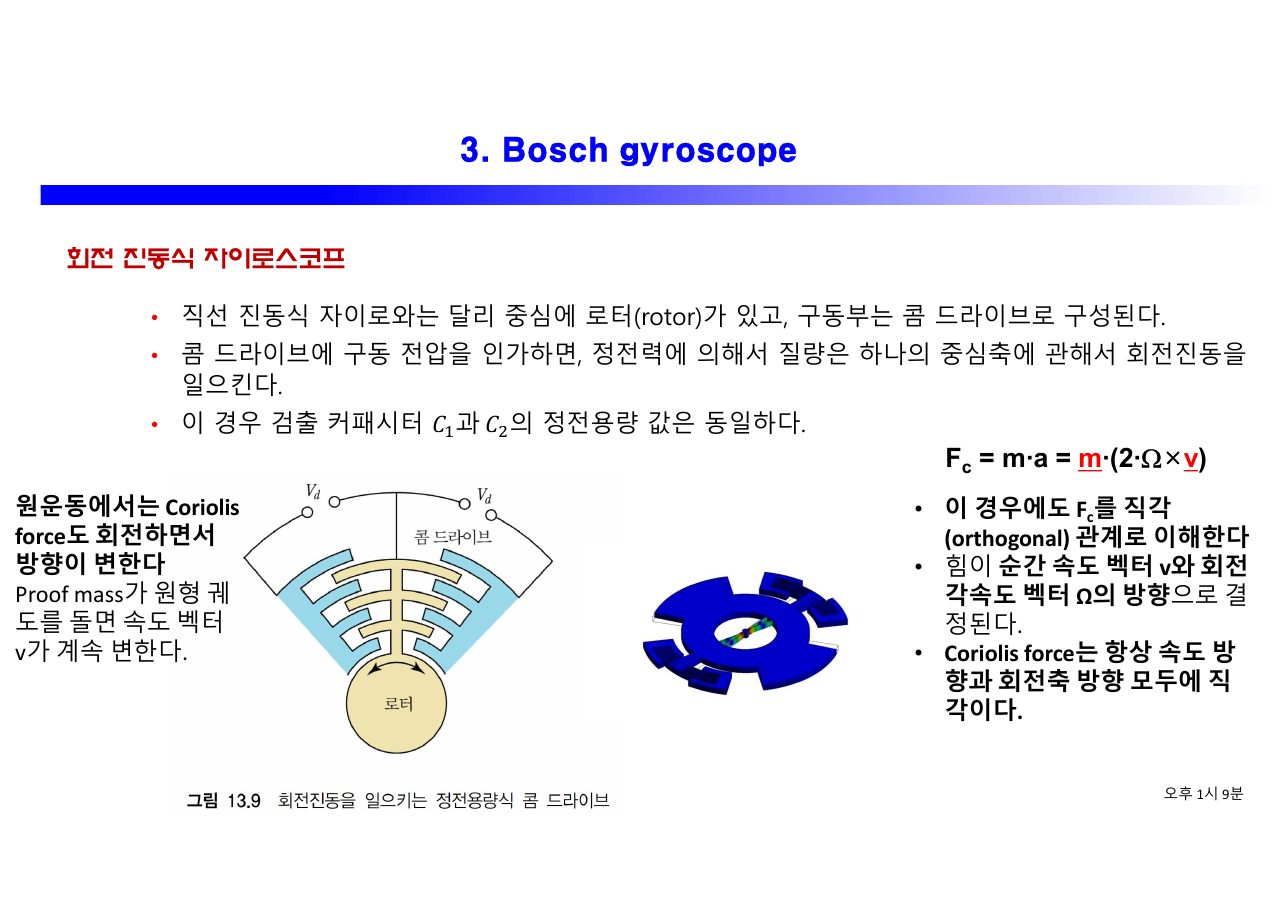 3. Bosch gyroscope
회전 진동식 자이로스코프
• 직선 진동식 자이로와는 달리 중심에 로터(rotor)가 있고, 구동부는 콤 드라이브로 구성된다.
• 콤 드라이브에 구동 전압을 인가하면, 정전력에 의해서 질량은 하나의 중심축에 관해서 회전진동을
일으킨다.
• 이 경우 검출 커패시터 C₁과 C₂의 정전용량 값은 동일하다.
원운동에서는 Coriolis
force도 회전하면서
방향이 변한다
Proof mass가 원형 궤
도를 돌면 속도 벡터
v가 계속 변한다.
V_d
V_d
콤 드라이브
로터
그림 13.9 회전진동을 일으키는 정전용량식 콤 드라이브
F_c = m·a = m·(2·Ω×v)
• 이 경우에도 F_c를 직각
(orthogonal) 관계로 이해한다
• 힘이 순간 속도 벡터 v와 회전
각속도 벡터 Ω의 방향으로 결
정된다.
• Coriolis force는 항상 속도 방
향과 회전축 방향 모두에 직
각이다.
오후 1시 9분